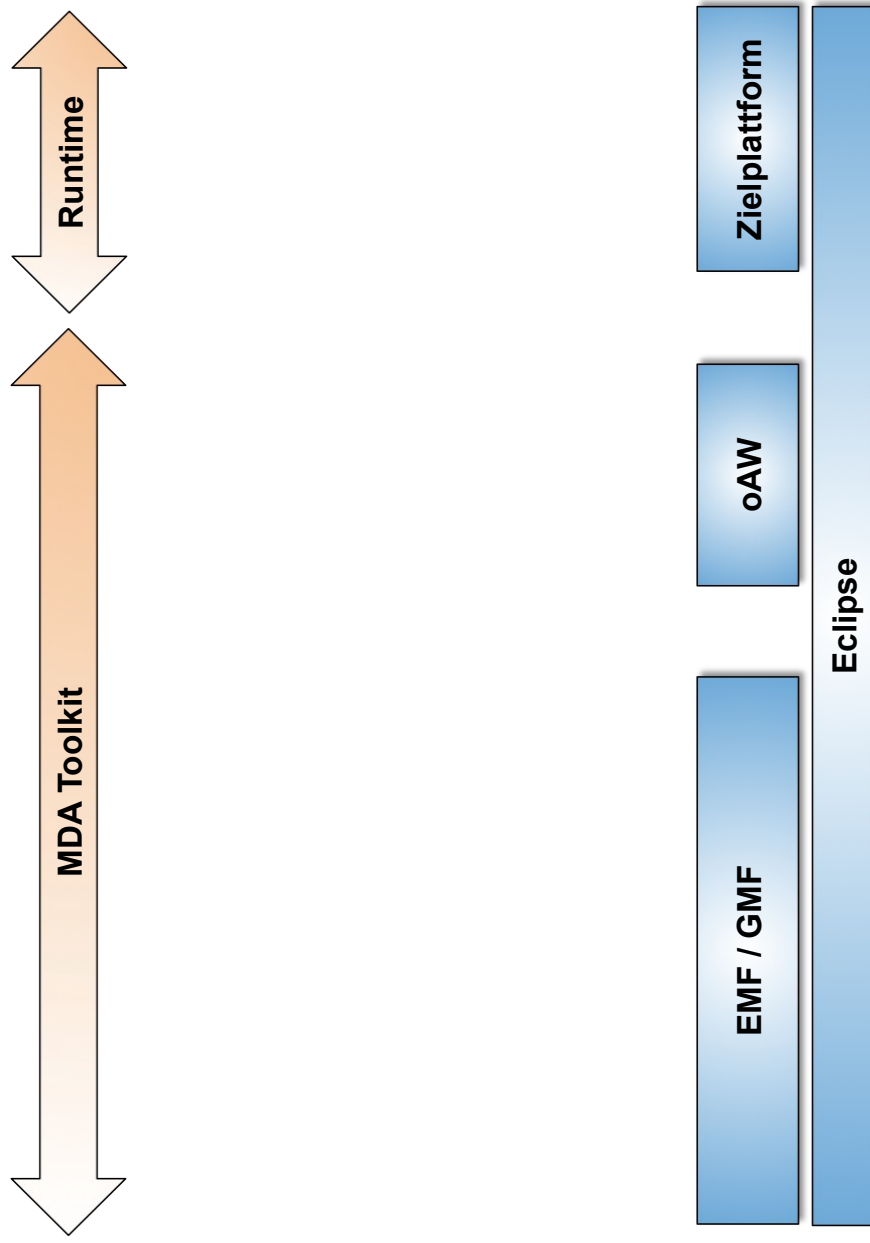 MDA Toolkit
Runtime
EMF / GMF
oAW
Zielplattform
Eclipse